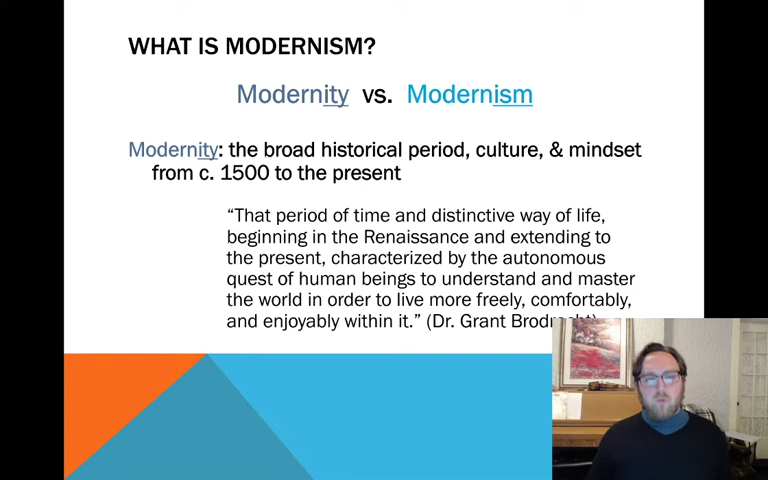 WHAT IS MODERNISM?
Modernity vs. Modernism
Modernity: the broad historical period, culture, & mindset
from c. 1500 to the present
“That period of time and distinctive way of life,
beginning in the Renaissance and extending to
the present, characterized by the autonomous
quest of human beings to understand and master
the world in order to live more freely, comfortably,
and enjoyably within it.” (Dr. Grant Brodrecht)